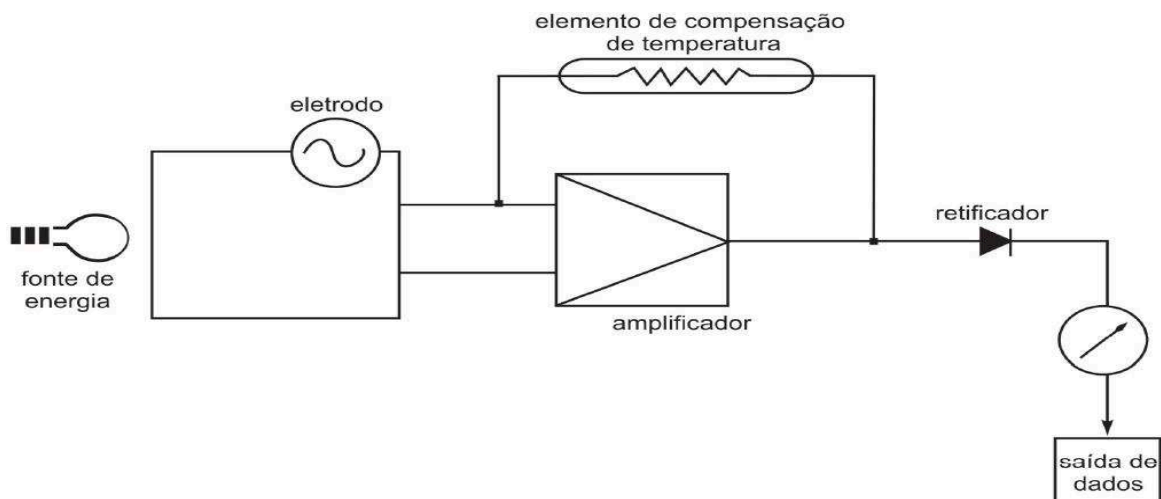 elemento de compensação
de temperatura
eletrodo
retificador
fonte de
energia
amplificador
saída de
dados